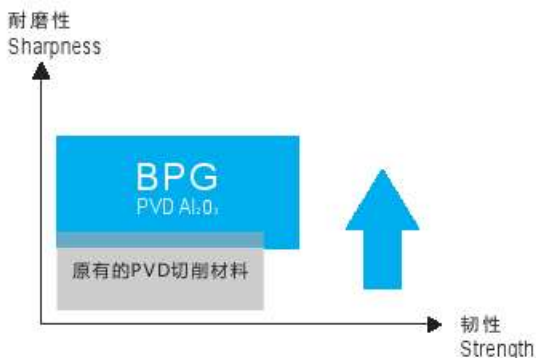 耐磨性
Sharpness
BPG
PVD Al₂O₃
原有的PVD切削材料
韧性
Strength